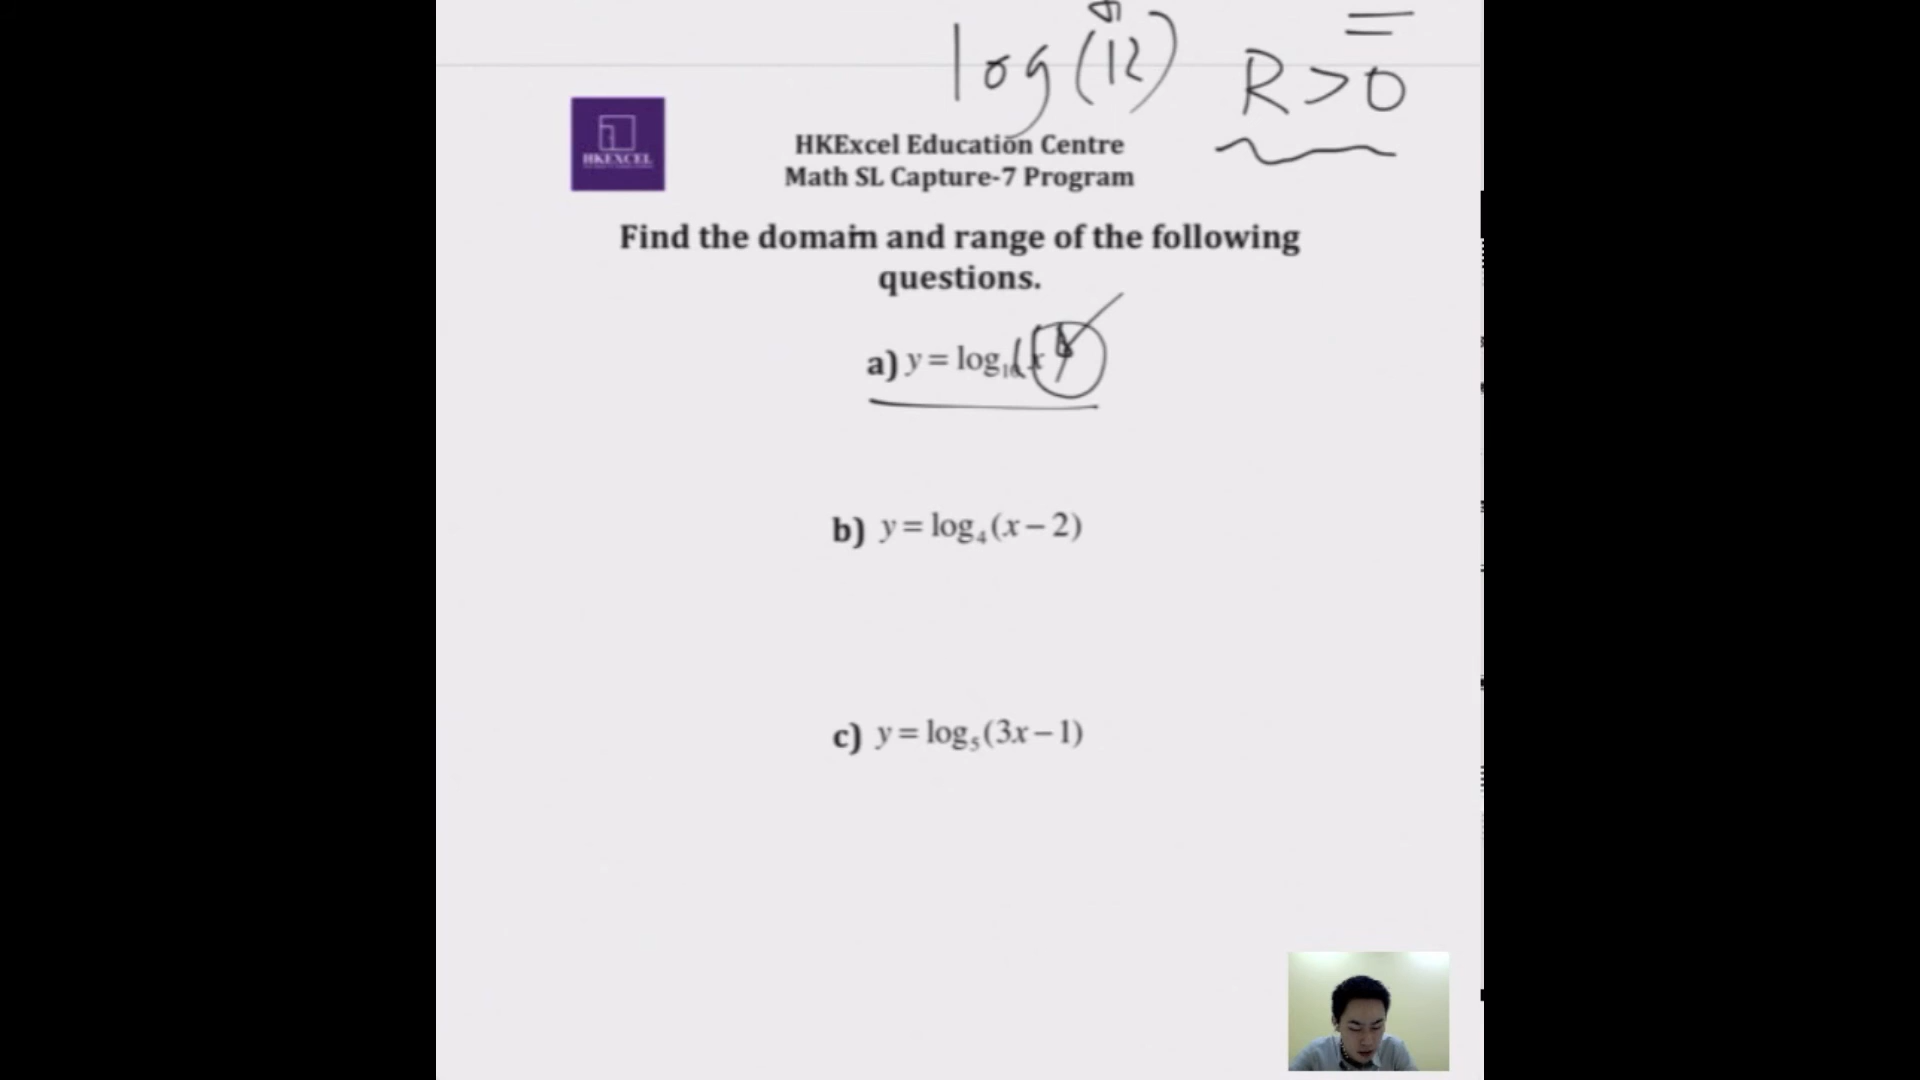 log(12) R>0
HKEXCEL
HKExcel Education Centre
Math SL Capture-7 Program
Find the domain and range of the following
questions.
a) y = log₁₀(x)
b) y = log₄(x − 2)
c) y = log₅(3x − 1)